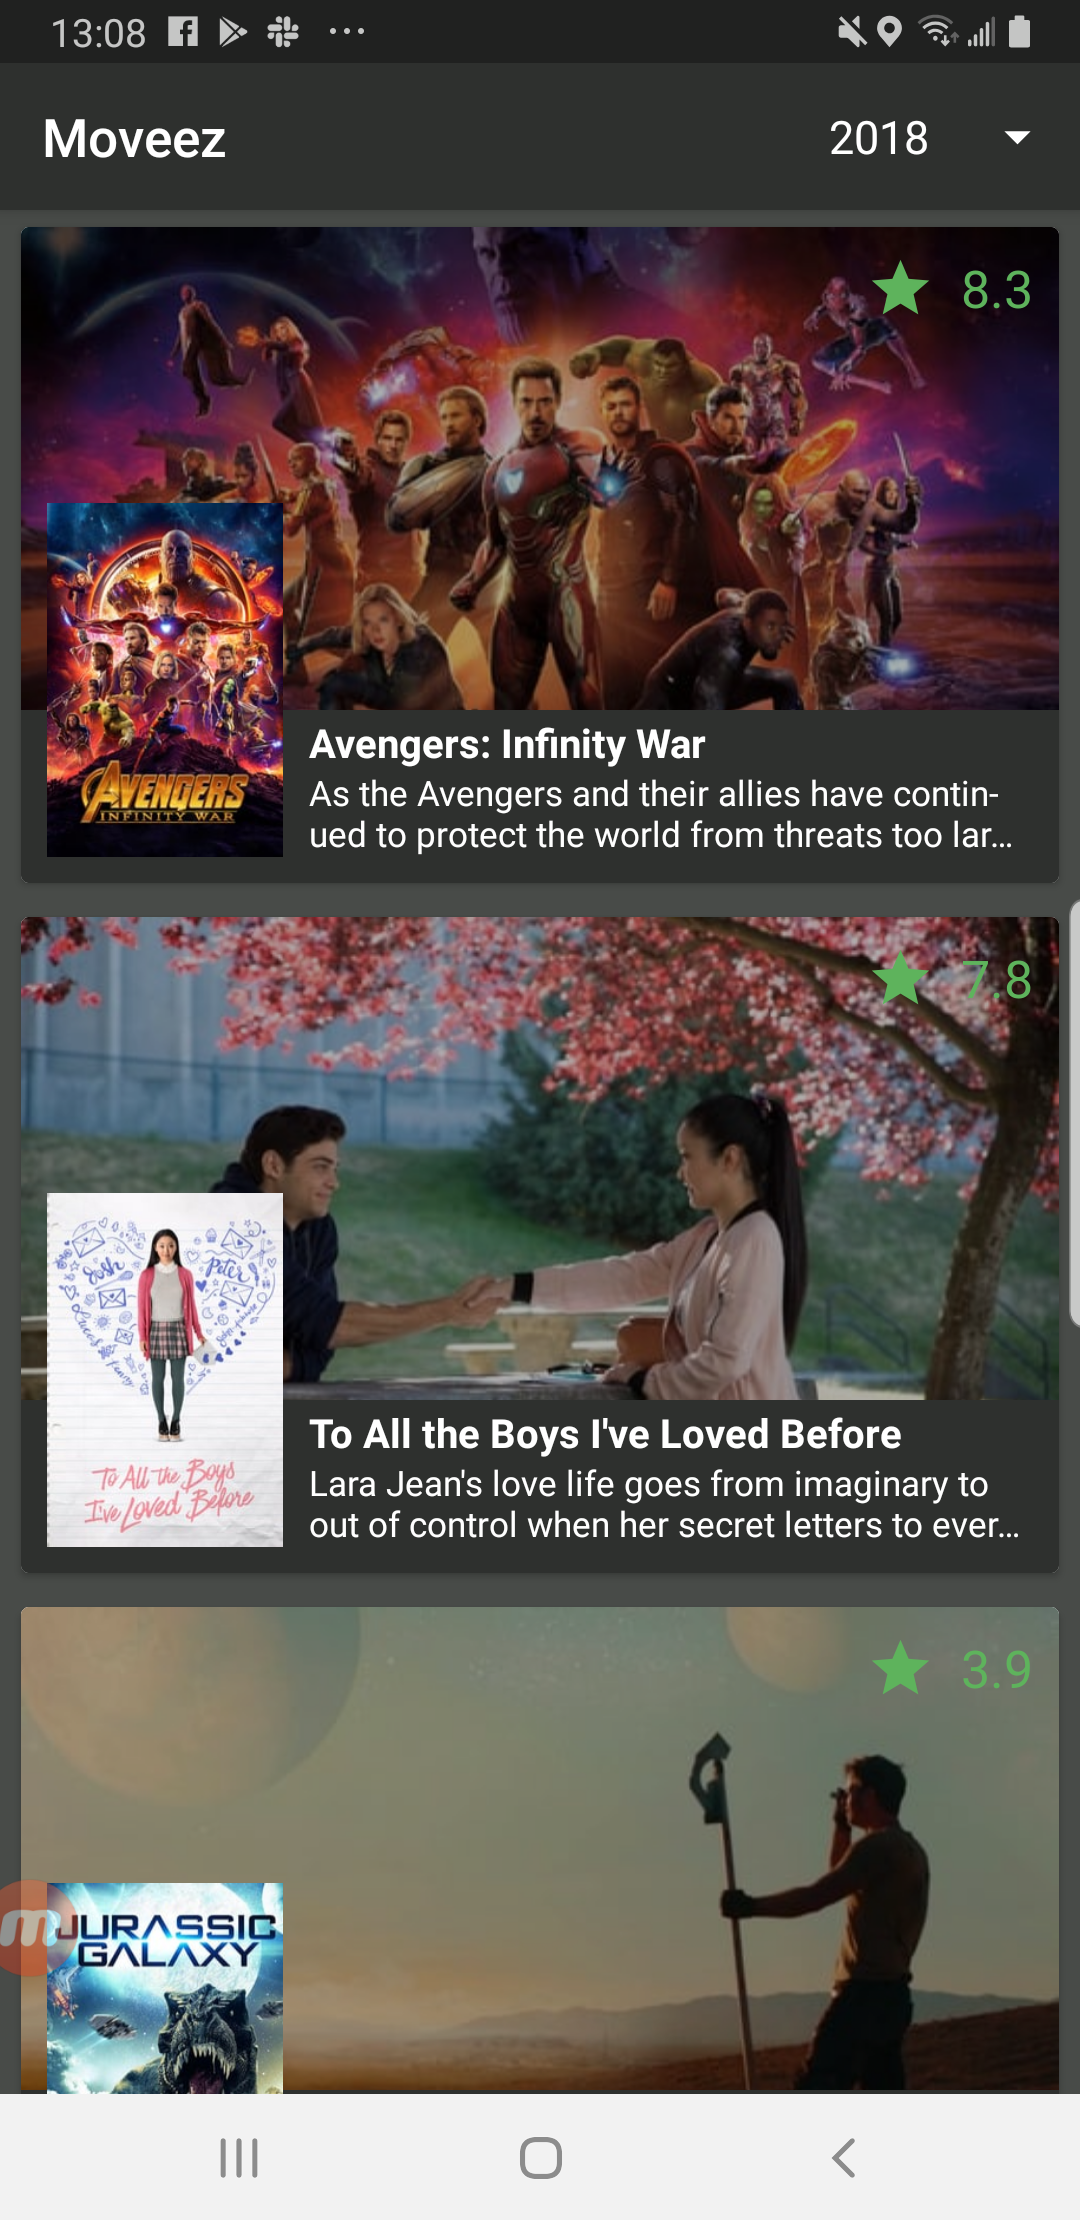 13:08
Moveez
2018
8.3
AVENGERS
INFINITY WAR
Avengers: Infinity War
As the Avengers and their allies have contin-
ued to protect the world from threats too lar...
7.8
Josh
Peter
To All the Boys
I've Loved Before
To All the Boys I've Loved Before
Lara Jean's love life goes from imaginary to
out of control when her secret letters to ever...
3.9
m
JURASSIC
GALAXY